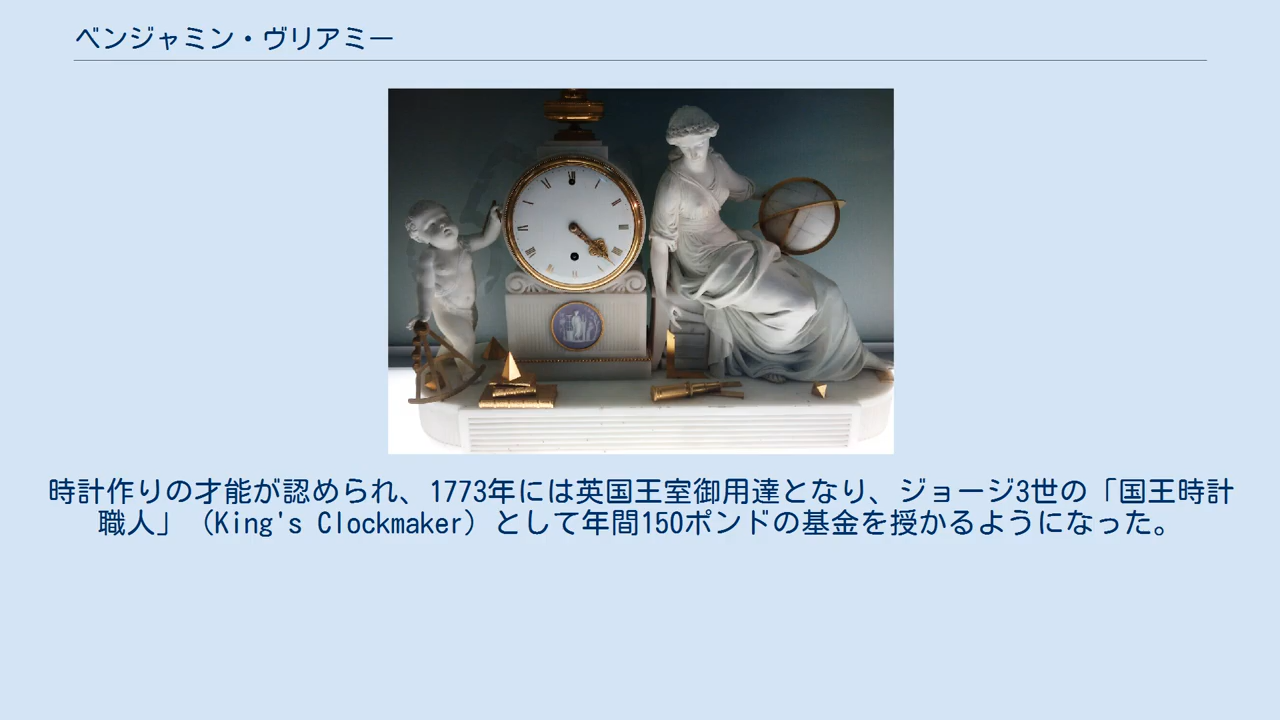 ベンジャミン・ヴリアミー
時計作りの才能が認められ、1773年には英国王室御用達となり、ジョージ3世の「国王時計
職人」（King's Clockmaker）として年間150ポンドの基金を授かるようになった。